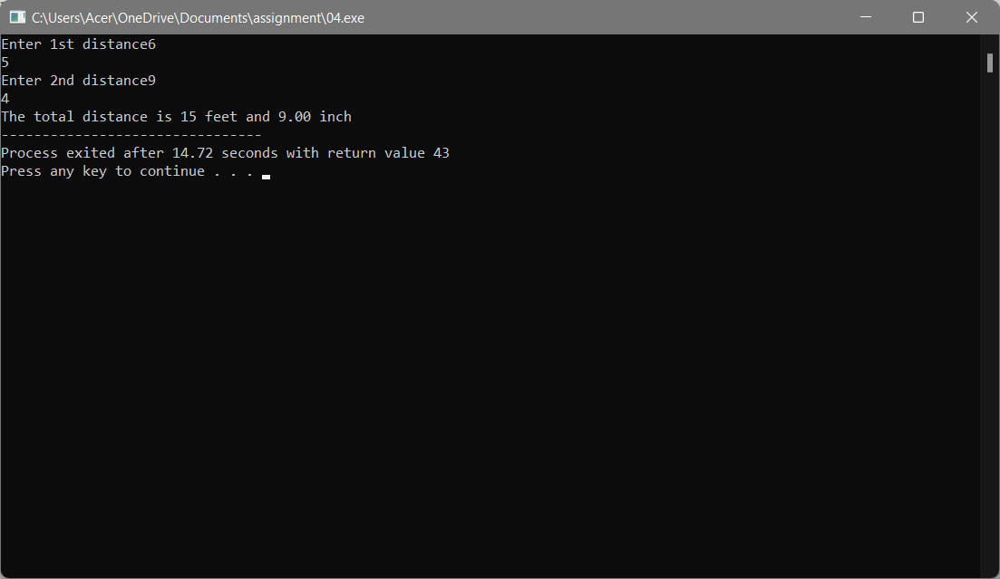 C:\Users\Acer\OneDrive\Documents\assignment\04.exe
Enter 1st distance6
5
Enter 2nd distance9
4
The total distance is 15 feet and 9.00 inch
--------------------------------
Process exited after 14.72 seconds with return value 43
Press any key to continue . . .